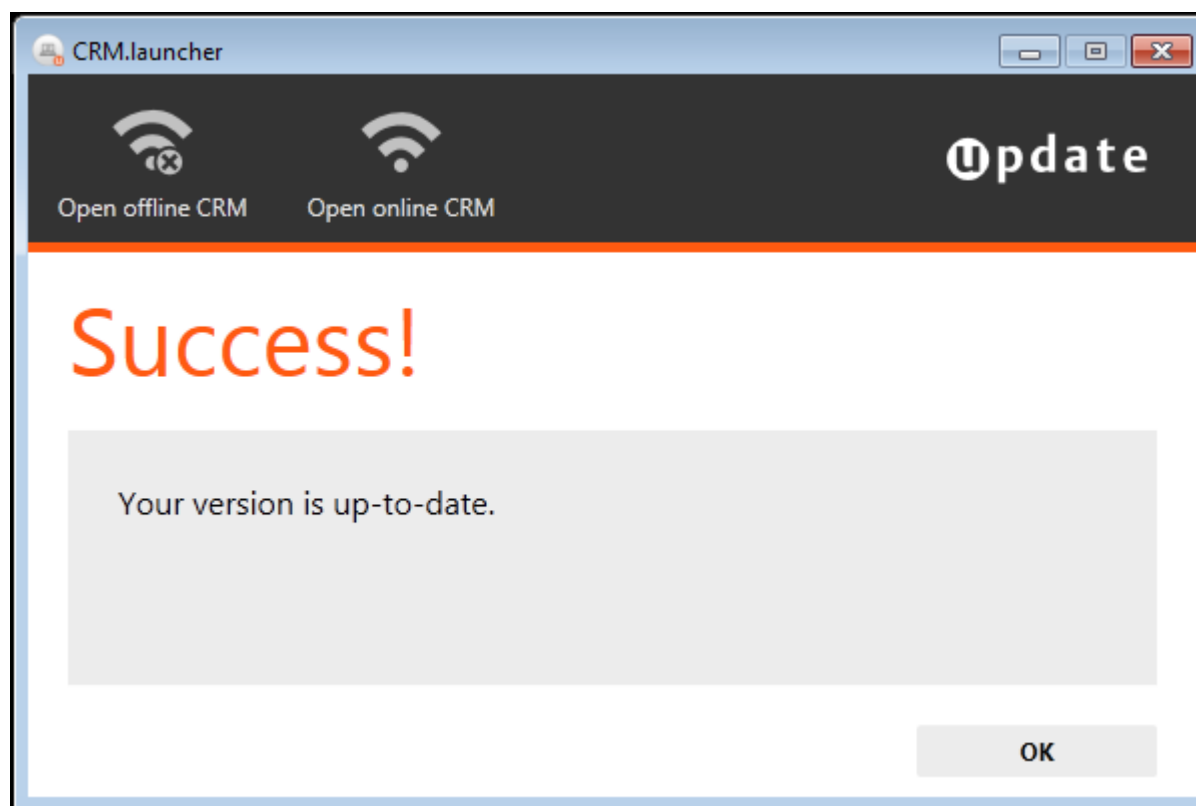 CRM.launcher
Open offline CRM
Open online CRM
update
Success!
Your version is up-to-date.
OK